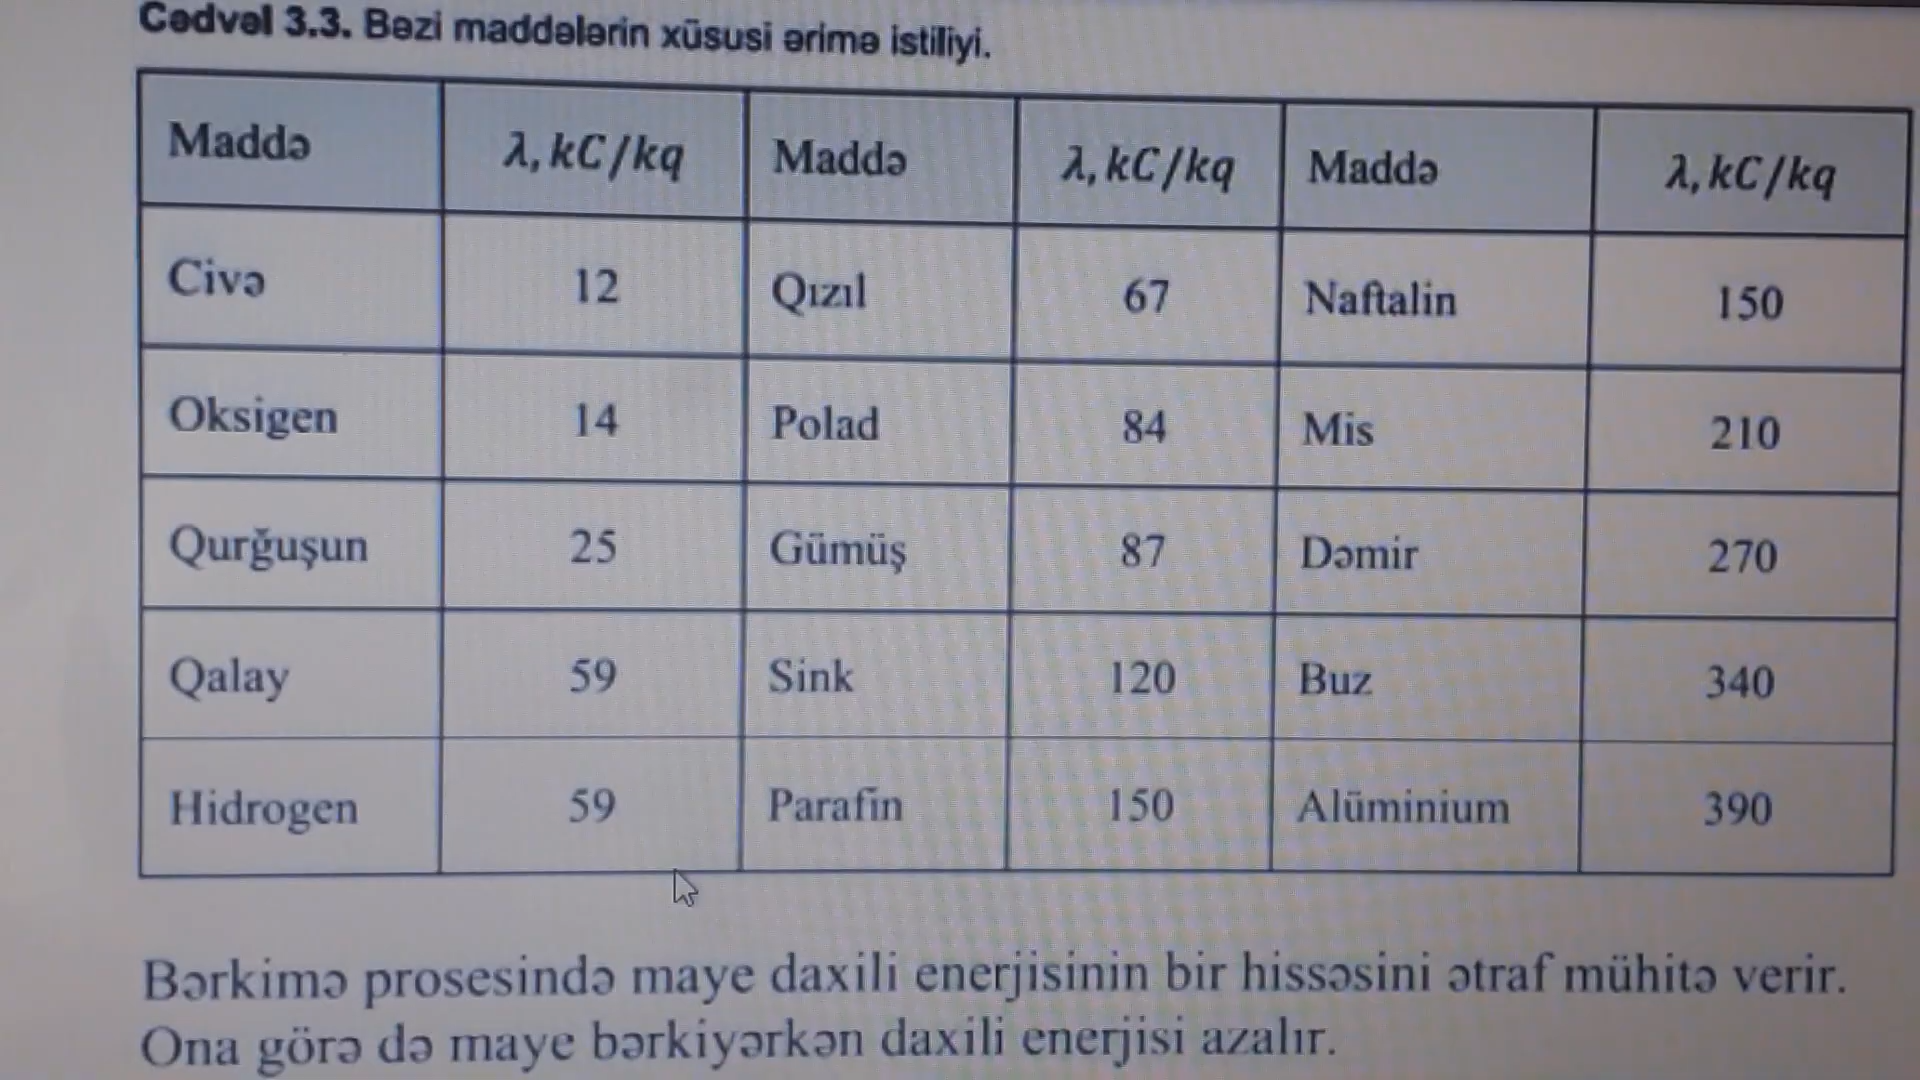 Cədvəl 3.3. Bəzi maddələrin xüsusi ərimə istiliyi.
Maddə λ, kC/kq Maddə λ, kC/kq Maddə λ, kC/kq
Civə 12 Qızıl 67 Naftalin 150
Oksigen 14 Polad 84 Mis 210
Qurğuşun 25 Gümüş 87 Dəmir 270
Qalay 59 Sink 120 Buz 340
Hidrogen 59 Parafin 150 Alüminium 390
Bərkimə prosesində maye daxili enerjisinin bir hissəsini ətraf mühitə verir.
Ona görə də maye bərkiyərkən daxili enerjisi azalır.